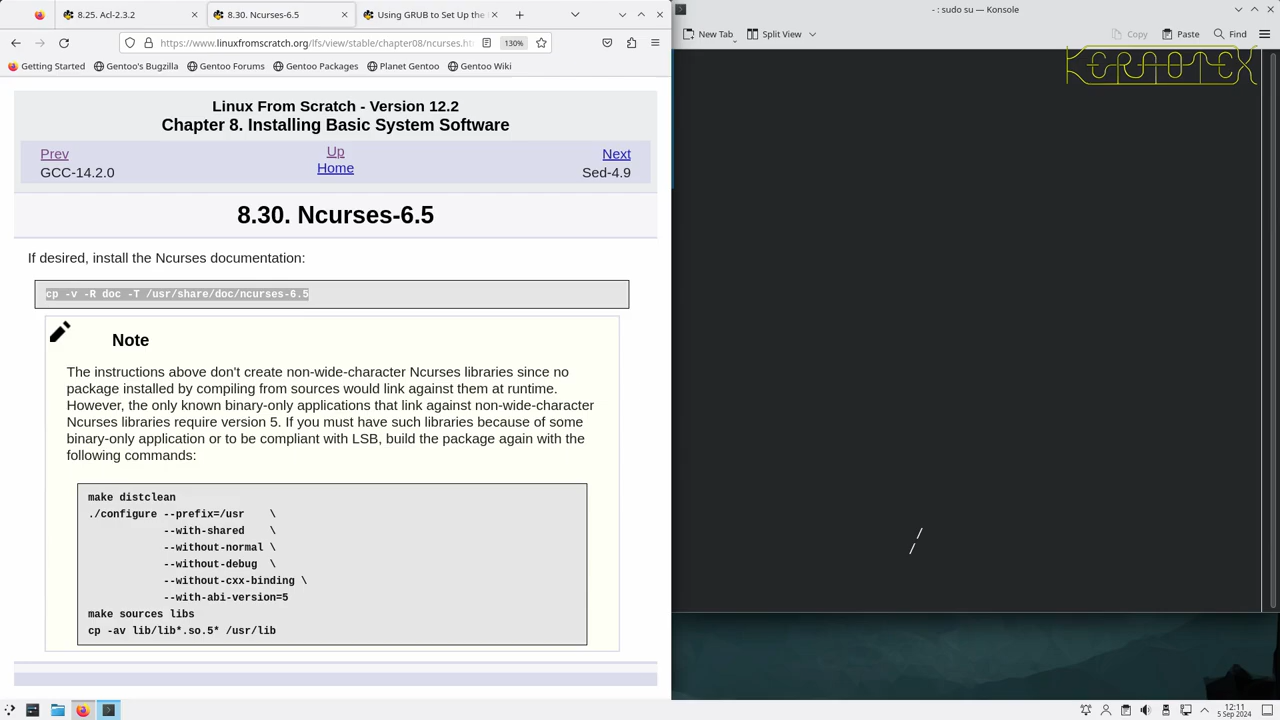 8.25. Acl-2.3.2
8.30. Ncurses-6.5
Using GRUB to Set Up the
- : sudo su — Konsole
https://www.linuxfromscratch.org/lfs/view/stable/chapter08/ncurses.ht
130%
New Tab
Split View
Copy
Paste
Find
Getting Started
Gentoo's Bugzilla
Gentoo Forums
Gentoo Packages
Planet Gentoo
Gentoo Wiki
KERNOTEX
Linux From Scratch - Version 12.2
Chapter 8. Installing Basic System Software
Prev
Up
Next
GCC-14.2.0
Home
Sed-4.9
8.30. Ncurses-6.5
If desired, install the Ncurses documentation:
cp -v -R doc -T /usr/share/doc/ncurses-6.5
Note
The instructions above don't create non-wide-character Ncurses libraries since no
package installed by compiling from sources would link against them at runtime.
However, the only known binary-only applications that link against non-wide-character
Ncurses libraries require version 5. If you must have such libraries because of some
binary-only application or to be compliant with LSB, build the package again with the
following commands:
make distclean
./configure --prefix=/usr    \
--with-shared    \
--without-normal \
--without-debug  \
--without-cxx-binding \
--with-abi-version=5
make sources libs
cp -av lib/lib*.so.5* /usr/lib
/
/
12:11
5 Sep 2024